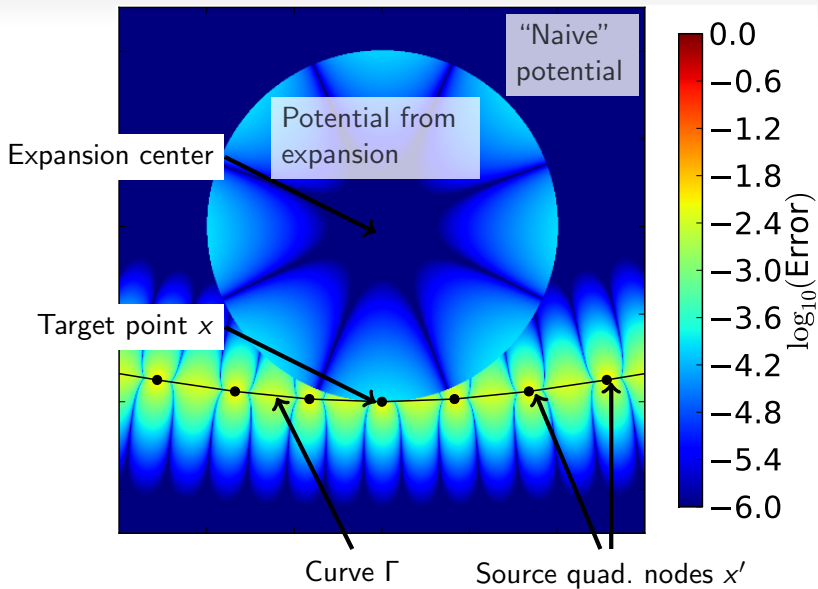 “Naive”
potential
Potential from
expansion
Expansion center
Target point x
Curve Γ
Source quad. nodes x′
0.0
−0.6
−1.2
−1.8
−2.4
−3.0
−3.6
−4.2
−4.8
−5.4
−6.0
log₁₀(Error)